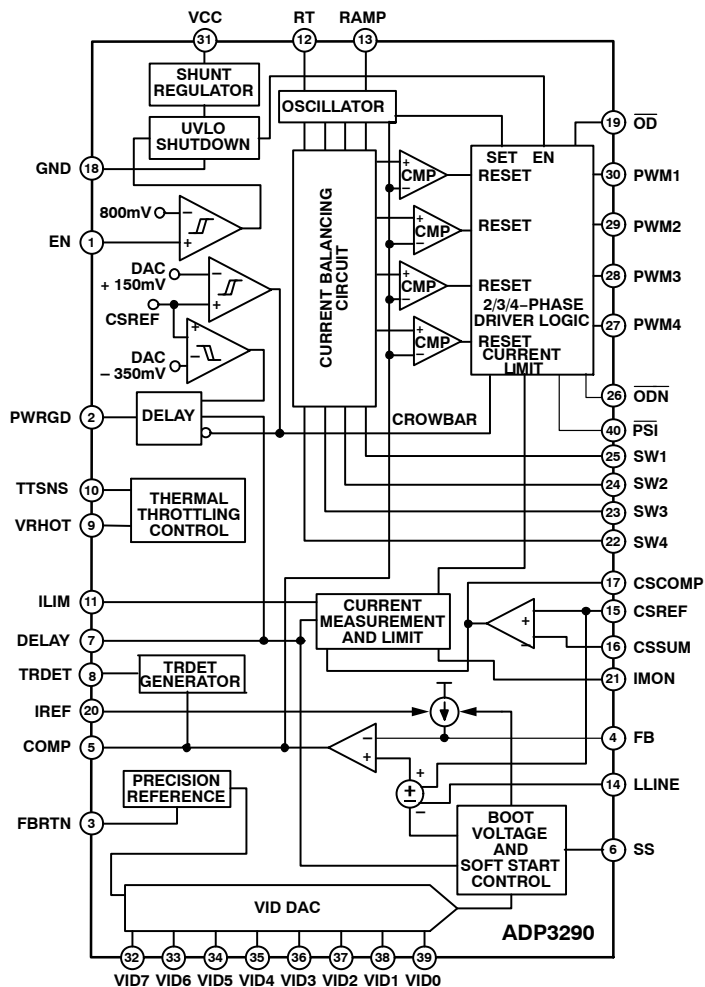 VCC RT RAMP
31 12 13
SHUNT
REGULATOR
OSCILLATOR
UVLO
SHUTDOWN
GND 18
19 OD
SET EN
+ CMP − RESET
30 PWM1
800mV − +
EN 1
+ CMP − RESET
29 PWM2
CURRENT BALANCING
CIRCUIT
DAC
+ 150mV − +
CSREF
+ CMP − RESET
28 PWM3
2/3/4−PHASE
DRIVER LOGIC
27 PWM4
DAC
− 350mV + −
+ CMP − RESET
CURRENT
LIMIT
26 ODN
PWRGD 2
DELAY
CROWBAR
40 PSI
25 SW1
TTSNS 10
24 SW2
VRHOT 9
THERMAL
THROTTLING
CONTROL
23 SW3
22 SW4
17 CSCOMP
ILIM 11
CURRENT
MEASUREMENT
AND LIMIT
+ −
15 CSREF
DELAY 7
16 CSSUM
TRDET 8
TRDET
GENERATOR
21 IMON
IREF 20
COMP 5
− +
4 FB
PRECISION
REFERENCE
+ ± −
14 LLINE
FBRTN 3
BOOT
VOLTAGE
AND
SOFT START
CONTROL
6 SS
VID DAC
ADP3290
32 33 34 35 36 37 38 39
VID7 VID6 VID5 VID4 VID3 VID2 VID1 VID0